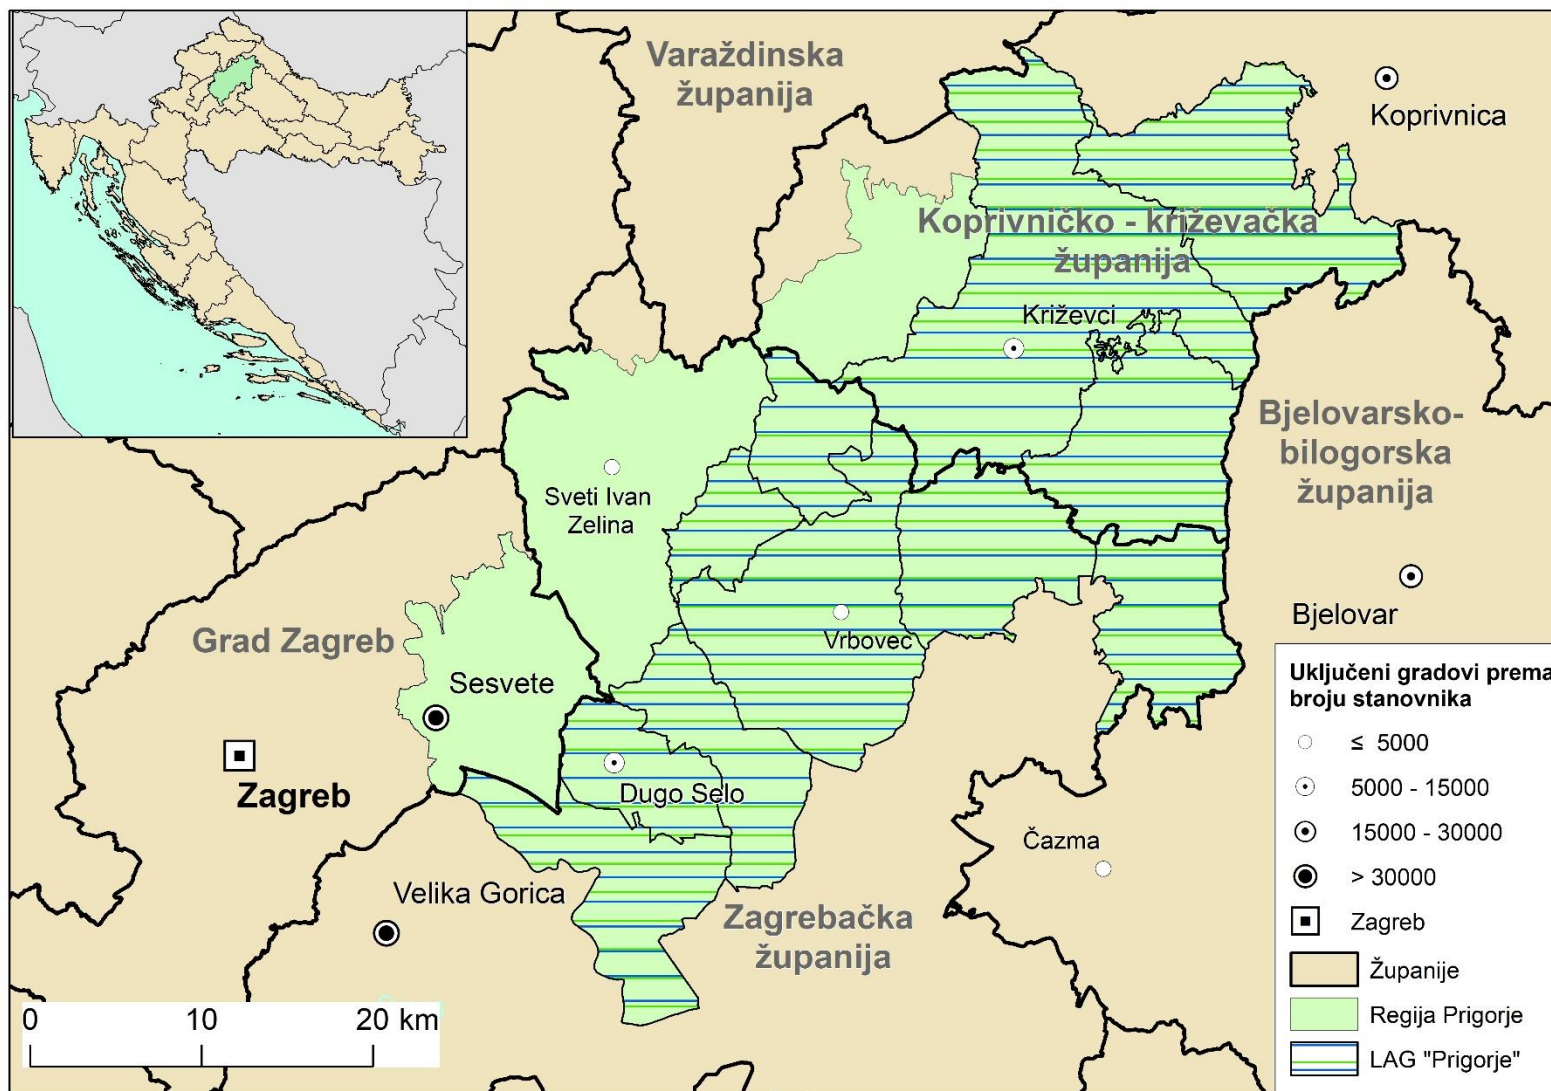 Varaždinska
županija
Koprivnica
Koprivničko - križevačka
županija
Križevci
Bjelovarsko-
bilogorska
županija
Sveti Ivan
Zelina
Bjelovar
Grad Zagreb
Vrbovec
Sesvete
Zagreb
Dugo Selo
Čazma
Velika Gorica
Zagrebačka
županija
0 10 20 km
Uključeni gradovi prema
broju stanovnika
≤ 5000
5000 - 15000
15000 - 30000
> 30000
Zagreb
Županije
Regija Prigorje
LAG "Prigorje"